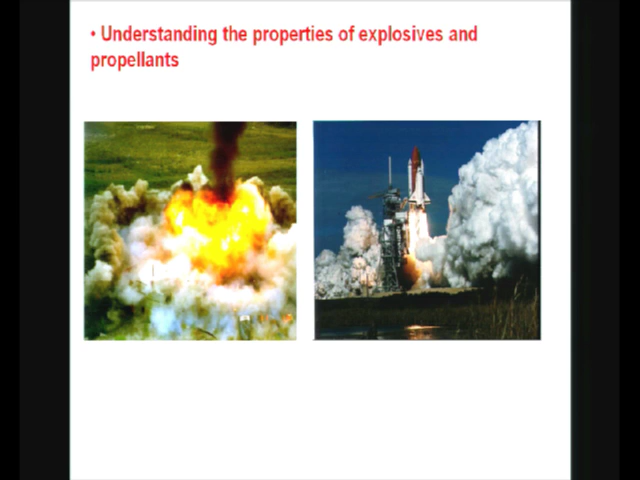 • Understanding the properties of explosives and
propellants